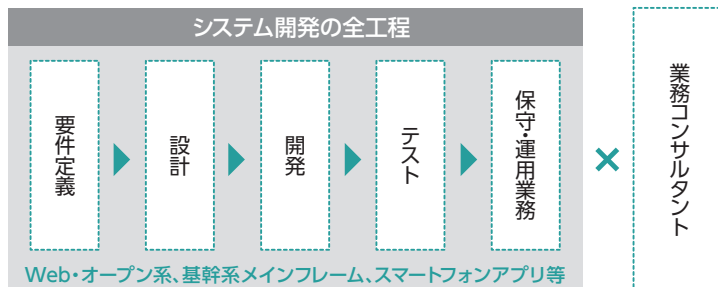 システム開発の全工程
要件定義
設計
開発
テスト
保守・運用業務
×
業務コンサルタント
Web・オープン系、基幹系メインフレーム、スマートフォンアプリ等